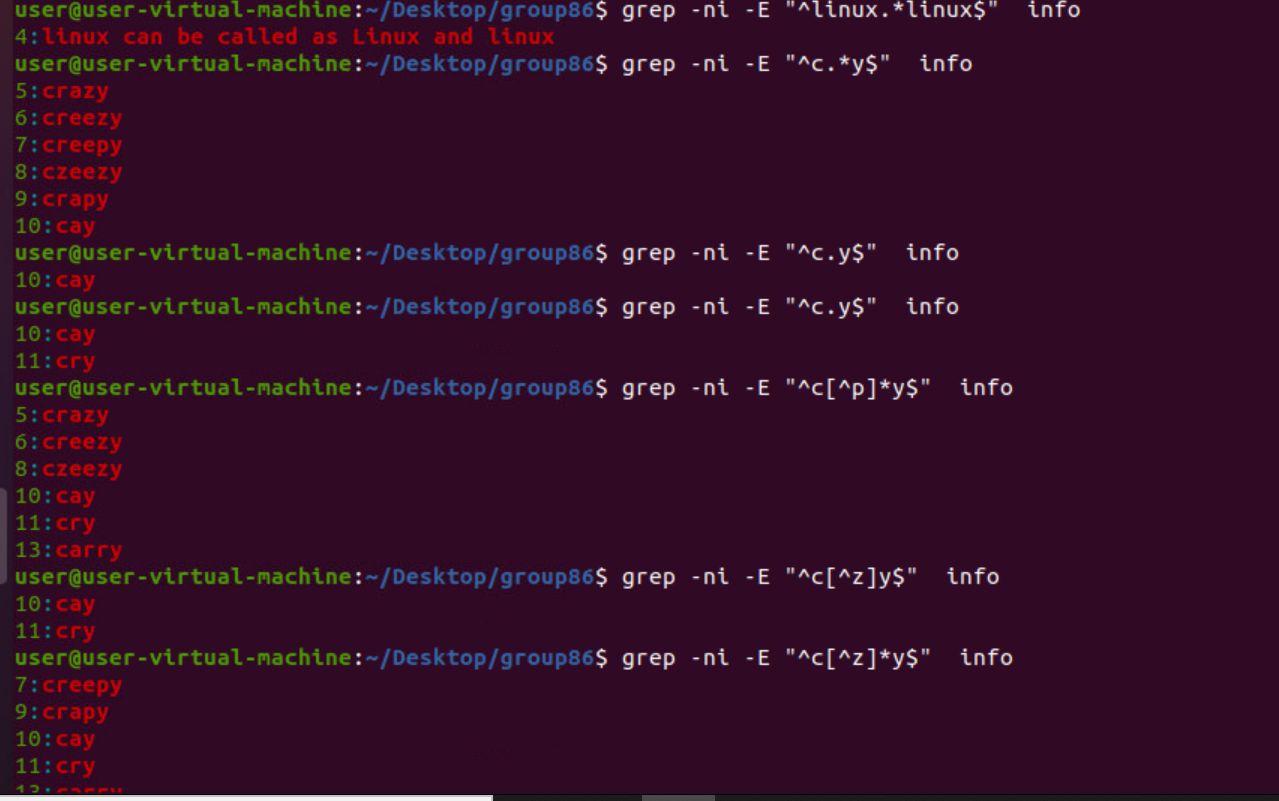 user@user-virtual-machine:~/Desktop/group86$ grep -ni -E "^linux.*linux$"  info
4:linux can be called as Linux and linux
user@user-virtual-machine:~/Desktop/group86$ grep -ni -E "^c.*y$"  info
5:crazy
6:creezy
7:creepy
8:czeezy
9:crapy
10:cay
user@user-virtual-machine:~/Desktop/group86$ grep -ni -E "^c.y$"  info
10:cay
user@user-virtual-machine:~/Desktop/group86$ grep -ni -E "^c.y$"  info
10:cay
11:cry
user@user-virtual-machine:~/Desktop/group86$ grep -ni -E "^c[^p]*y$"  info
5:crazy
6:creezy
8:czeezy
10:cay
11:cry
13:carry
user@user-virtual-machine:~/Desktop/group86$ grep -ni -E "^c[^z]y$"  info
10:cay
11:cry
user@user-virtual-machine:~/Desktop/group86$ grep -ni -E "^c[^z]*y$"  info
7:creepy
9:crapy
10:cay
11:cry
13:carry